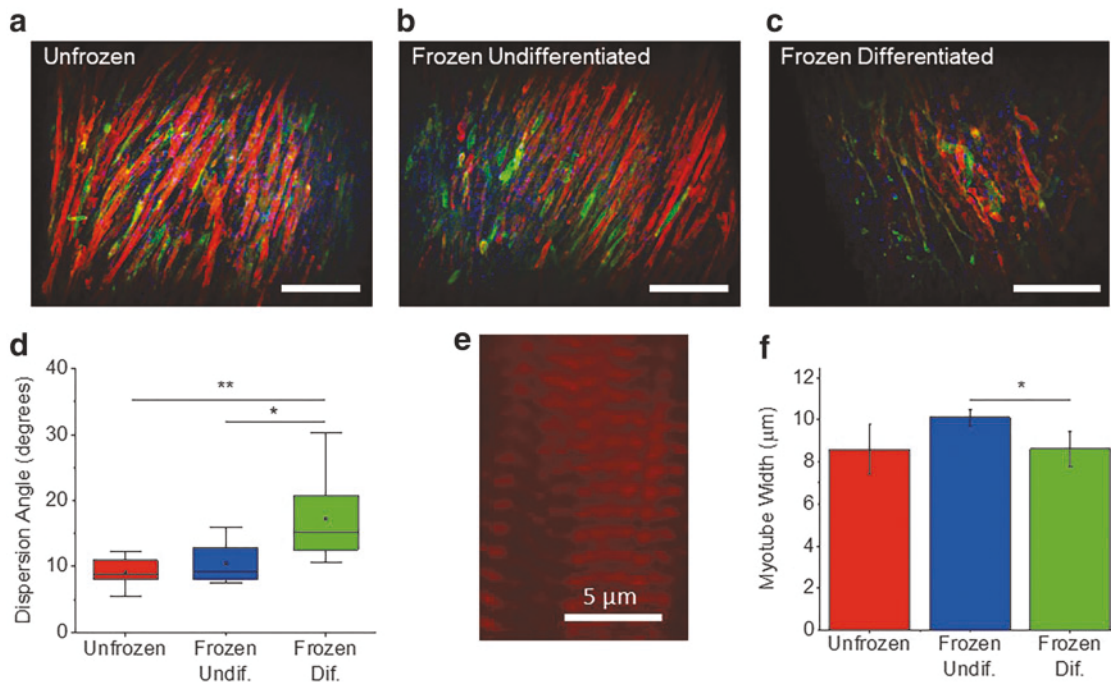 a
Unfrozen
b
Frozen Undifferentiated
c
Frozen Differentiated
d
Dispersion Angle (degrees)
40
30
20
10
0
**
*
Unfrozen
Frozen
Undif.
Frozen
Dif.
e
5 μm
f
Myotube Width (μm)
12
10
8
6
4
2
0
*
Unfrozen
Frozen
Undif.
Frozen
Dif.